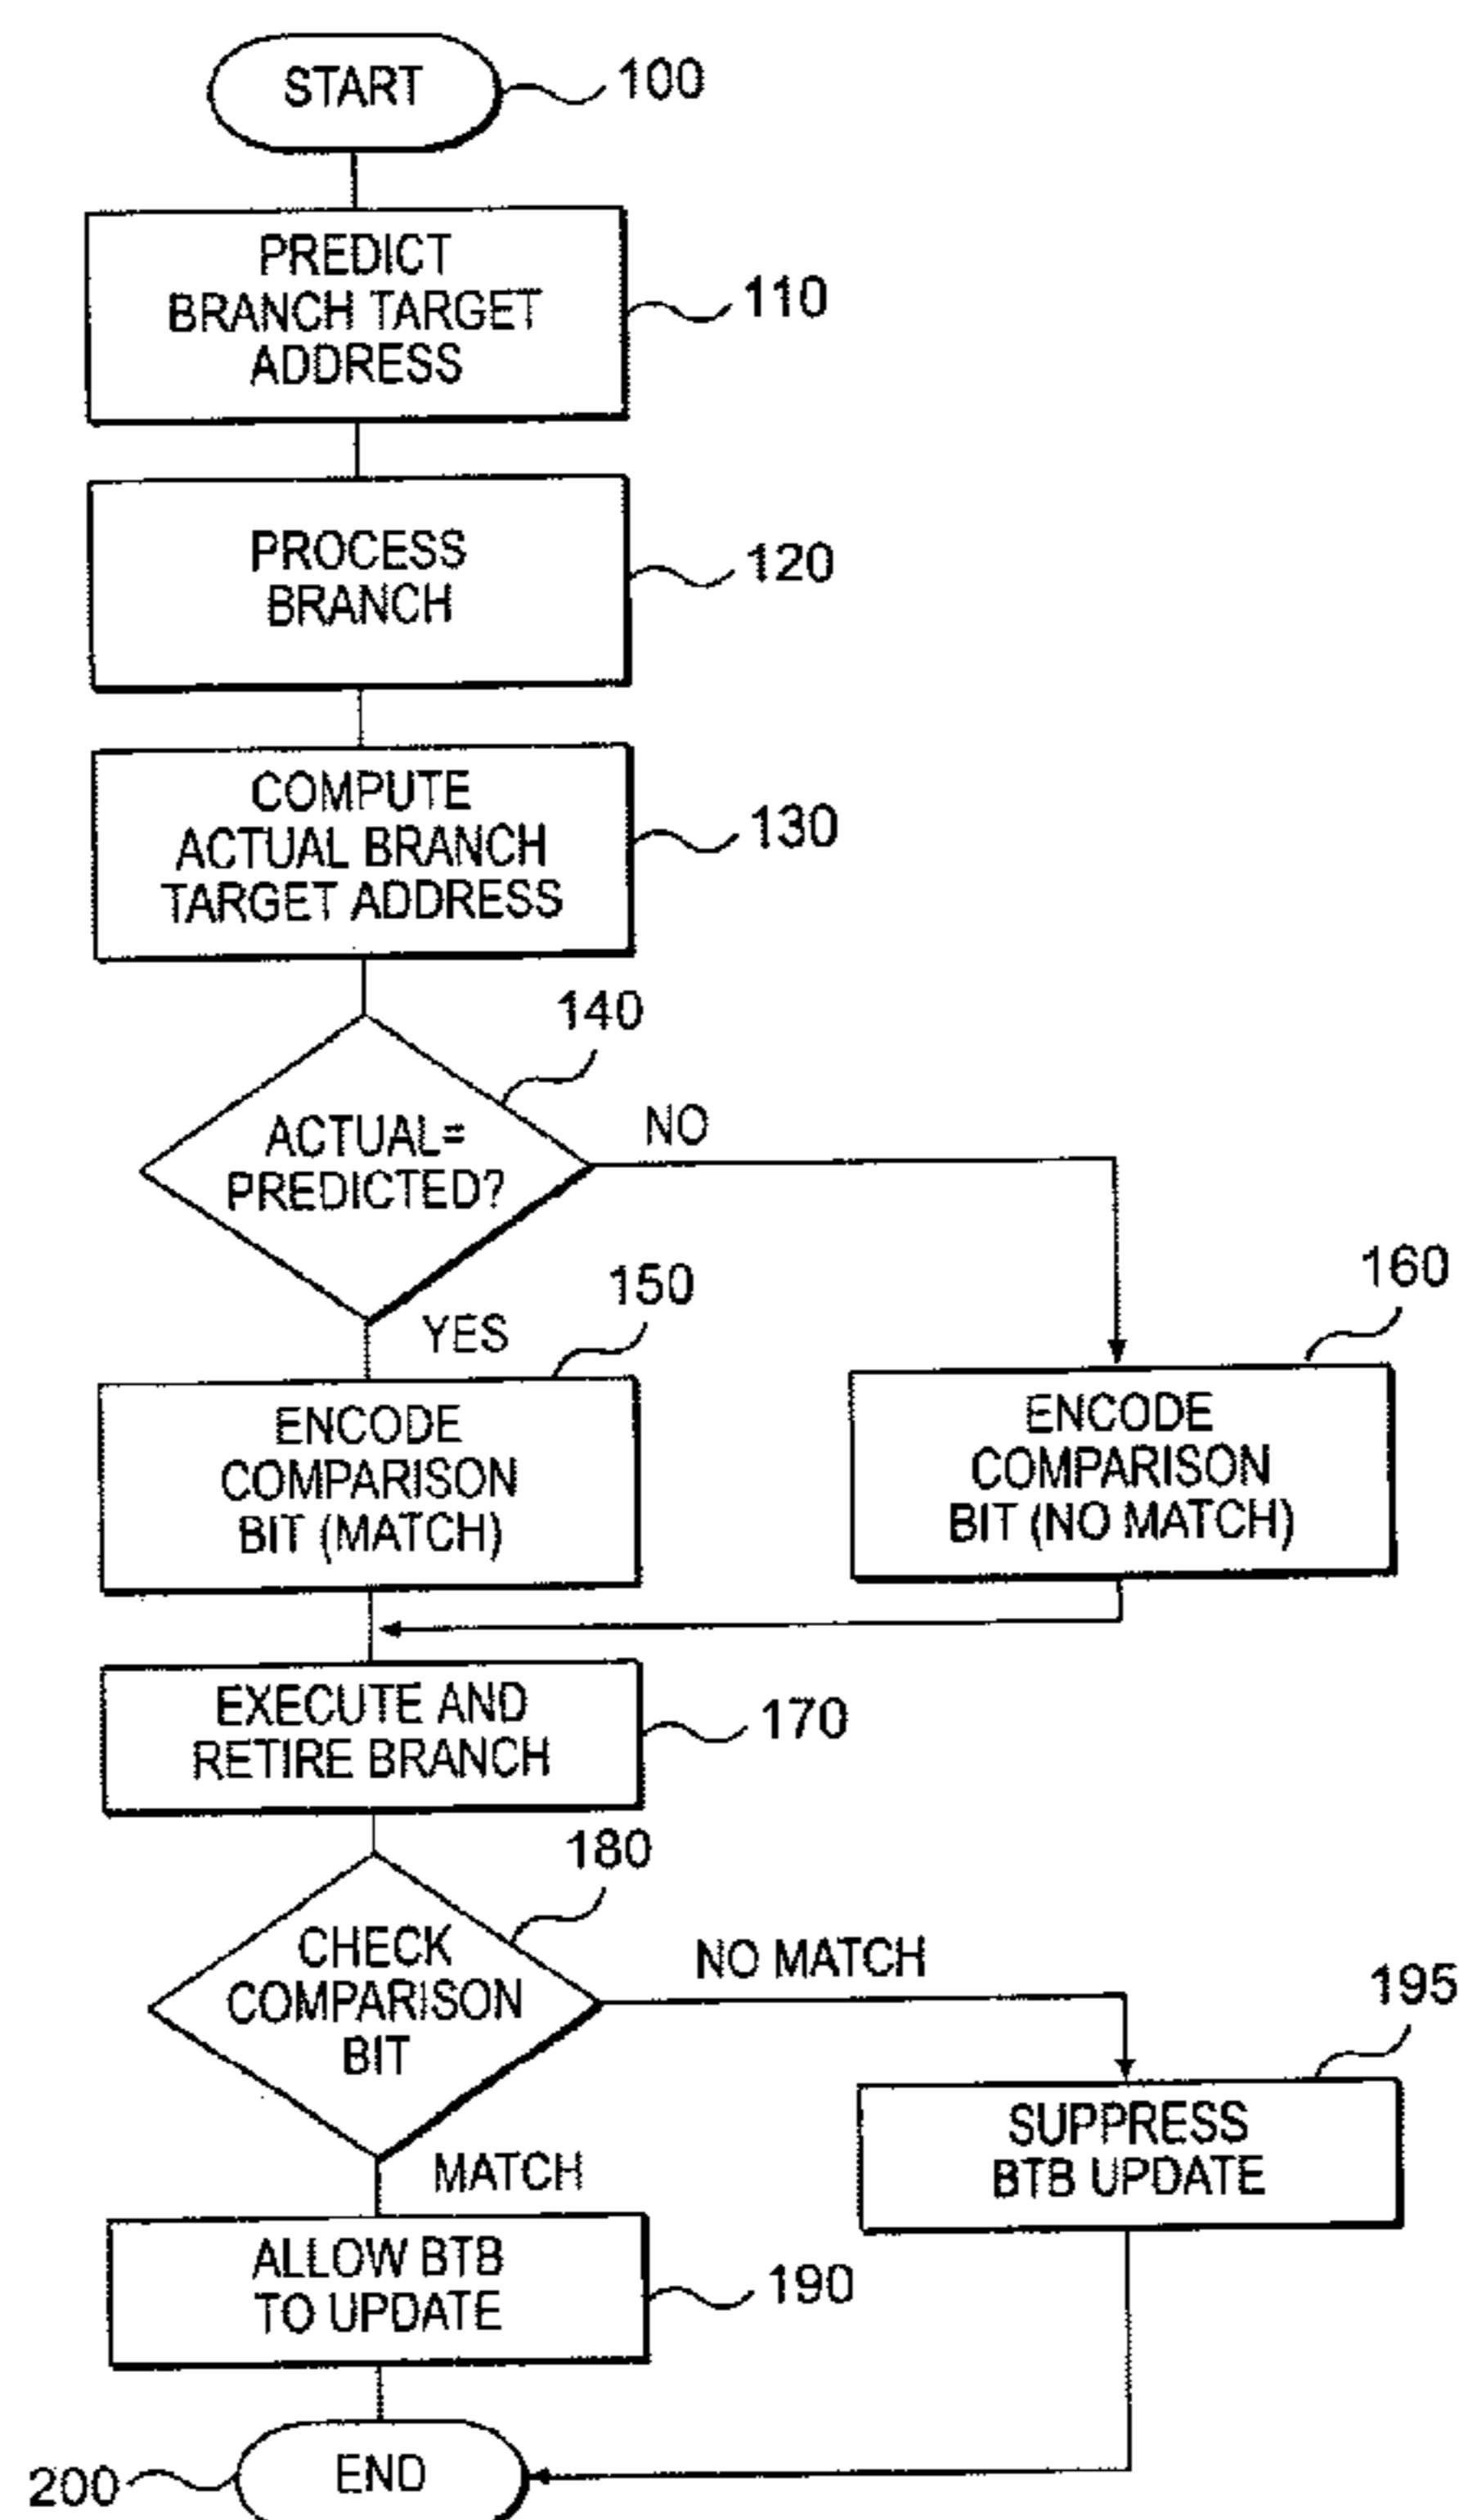 START
100
PREDICT
BRANCH TARGET
ADDRESS
110
PROCESS
BRANCH
120
COMPUTE
ACTUAL BRANCH
TARGET ADDRESS
130
140
ACTUAL=
PREDICTED?
NO
YES
150
160
ENCODE
COMPARISON
BIT (MATCH)
ENCODE
COMPARISON
BIT (NO MATCH)
EXECUTE AND
RETIRE BRANCH
170
180
CHECK
COMPARISON
BIT
NO MATCH
195
MATCH
SUPPRESS
BTB UPDATE
ALLOW BTB
TO UPDATE
190
END
200